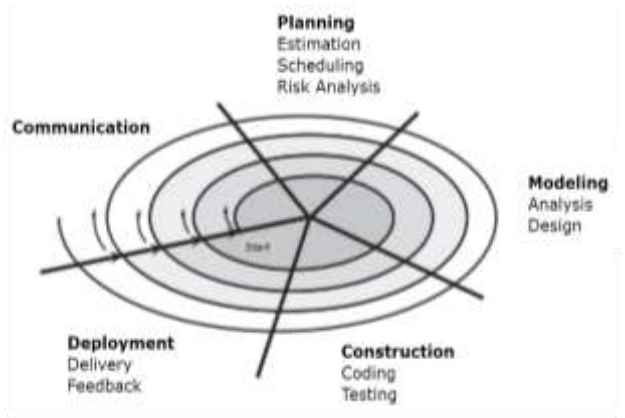 Planning
Estimation
Scheduling
Risk Analysis
Communication
Modeling
Analysis
Design
Start
Construction
Coding
Testing
Deployment
Delivery
Feedback